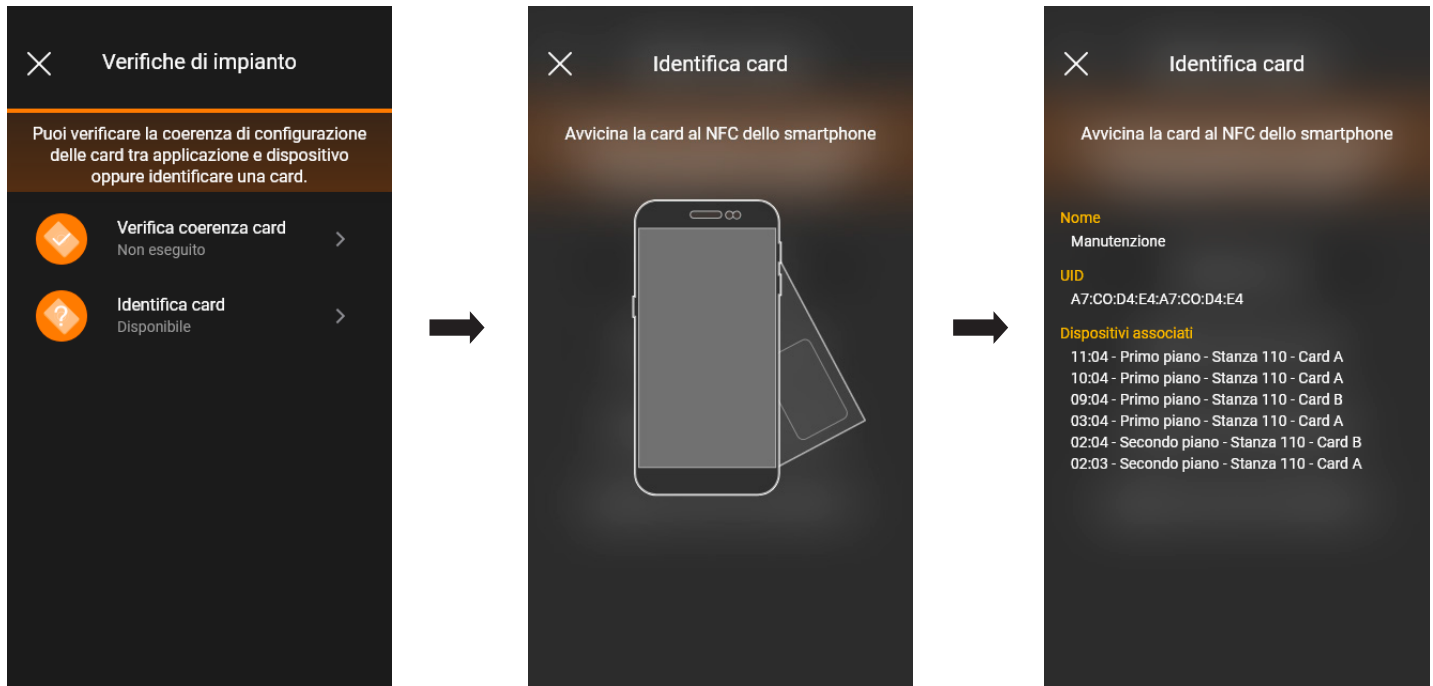 Verifiche di impianto
Puoi verificare la coerenza di configurazione
delle card tra applicazione e dispositivo
oppure identificare una card.
Verifica coerenza card
Non eseguito
Identifica card
Disponibile
Identifica card
Avvicina la card al NFC dello smartphone
Identifica card
Avvicina la card al NFC dello smartphone
Nome
Manutenzione
UID
A7:CO:D4:E4:A7:CO:D4:E4
Dispositivi associati
11:04 - Primo piano - Stanza 110 - Card A
10:04 - Primo piano - Stanza 110 - Card A
09:04 - Primo piano - Stanza 110 - Card B
03:04 - Primo piano - Stanza 110 - Card A
02:04 - Secondo piano - Stanza 110 - Card B
02:03 - Secondo piano - Stanza 110 - Card A